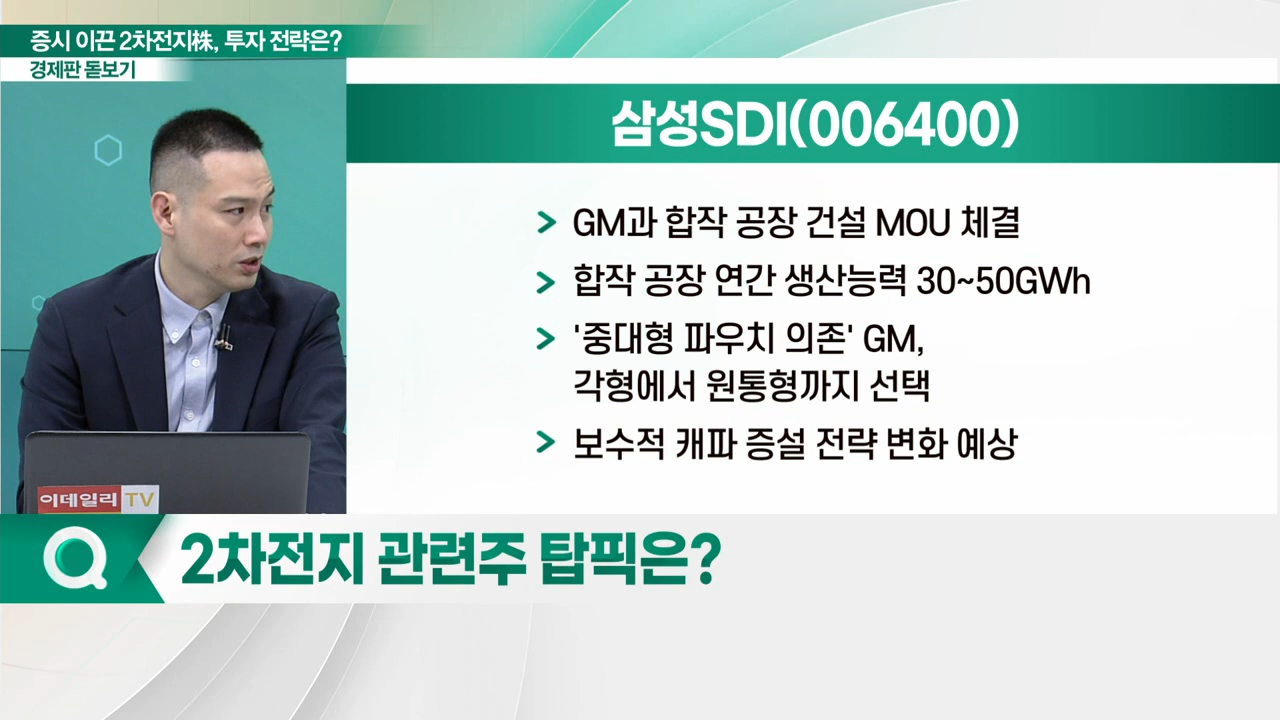 증시 이끈 2차전지株, 투자 전략은?
경제판 돋보기
삼성SDI(006400)
GM과 합작 공장 건설 MOU 체결
합작 공장 연간 생산능력 30~50GWh
'중대형 파우치 의존' GM,
각형에서 원통형까지 선택
보수적 캐파 증설 전략 변화 예상
이데일리 TV
2차전지 관련주 탑픽은?